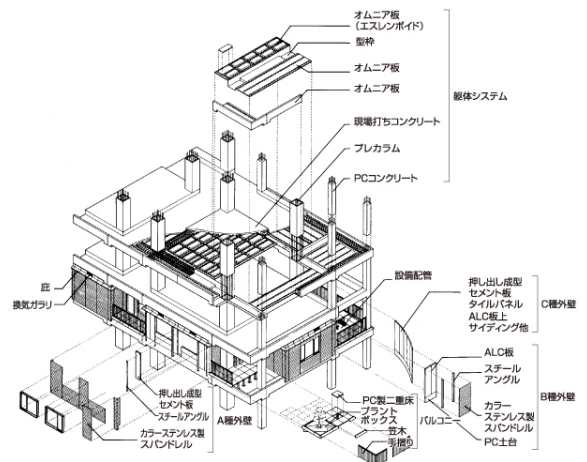 オムニア板
(エスレンボイド)
型枠
オムニア板
オムニア板
躯体システム
現場打ちコンクリート
プレカラム
PCコンクリート
庇
換気ガラリ
設備配管
押し出し成型
セメント板
タイルパネル
ALC板上
サイディング他
C種外壁
ALC板
スチール
アングル
B種外壁
カラー
ステンレス製
スパンドレル
PC土台
バルコニー
PC製二重床
プラント
ボックス
笠木
手摺り
押し出し成型
セメント板
スチールアングル
A種外壁
カラーステンレス製
スパンドレル